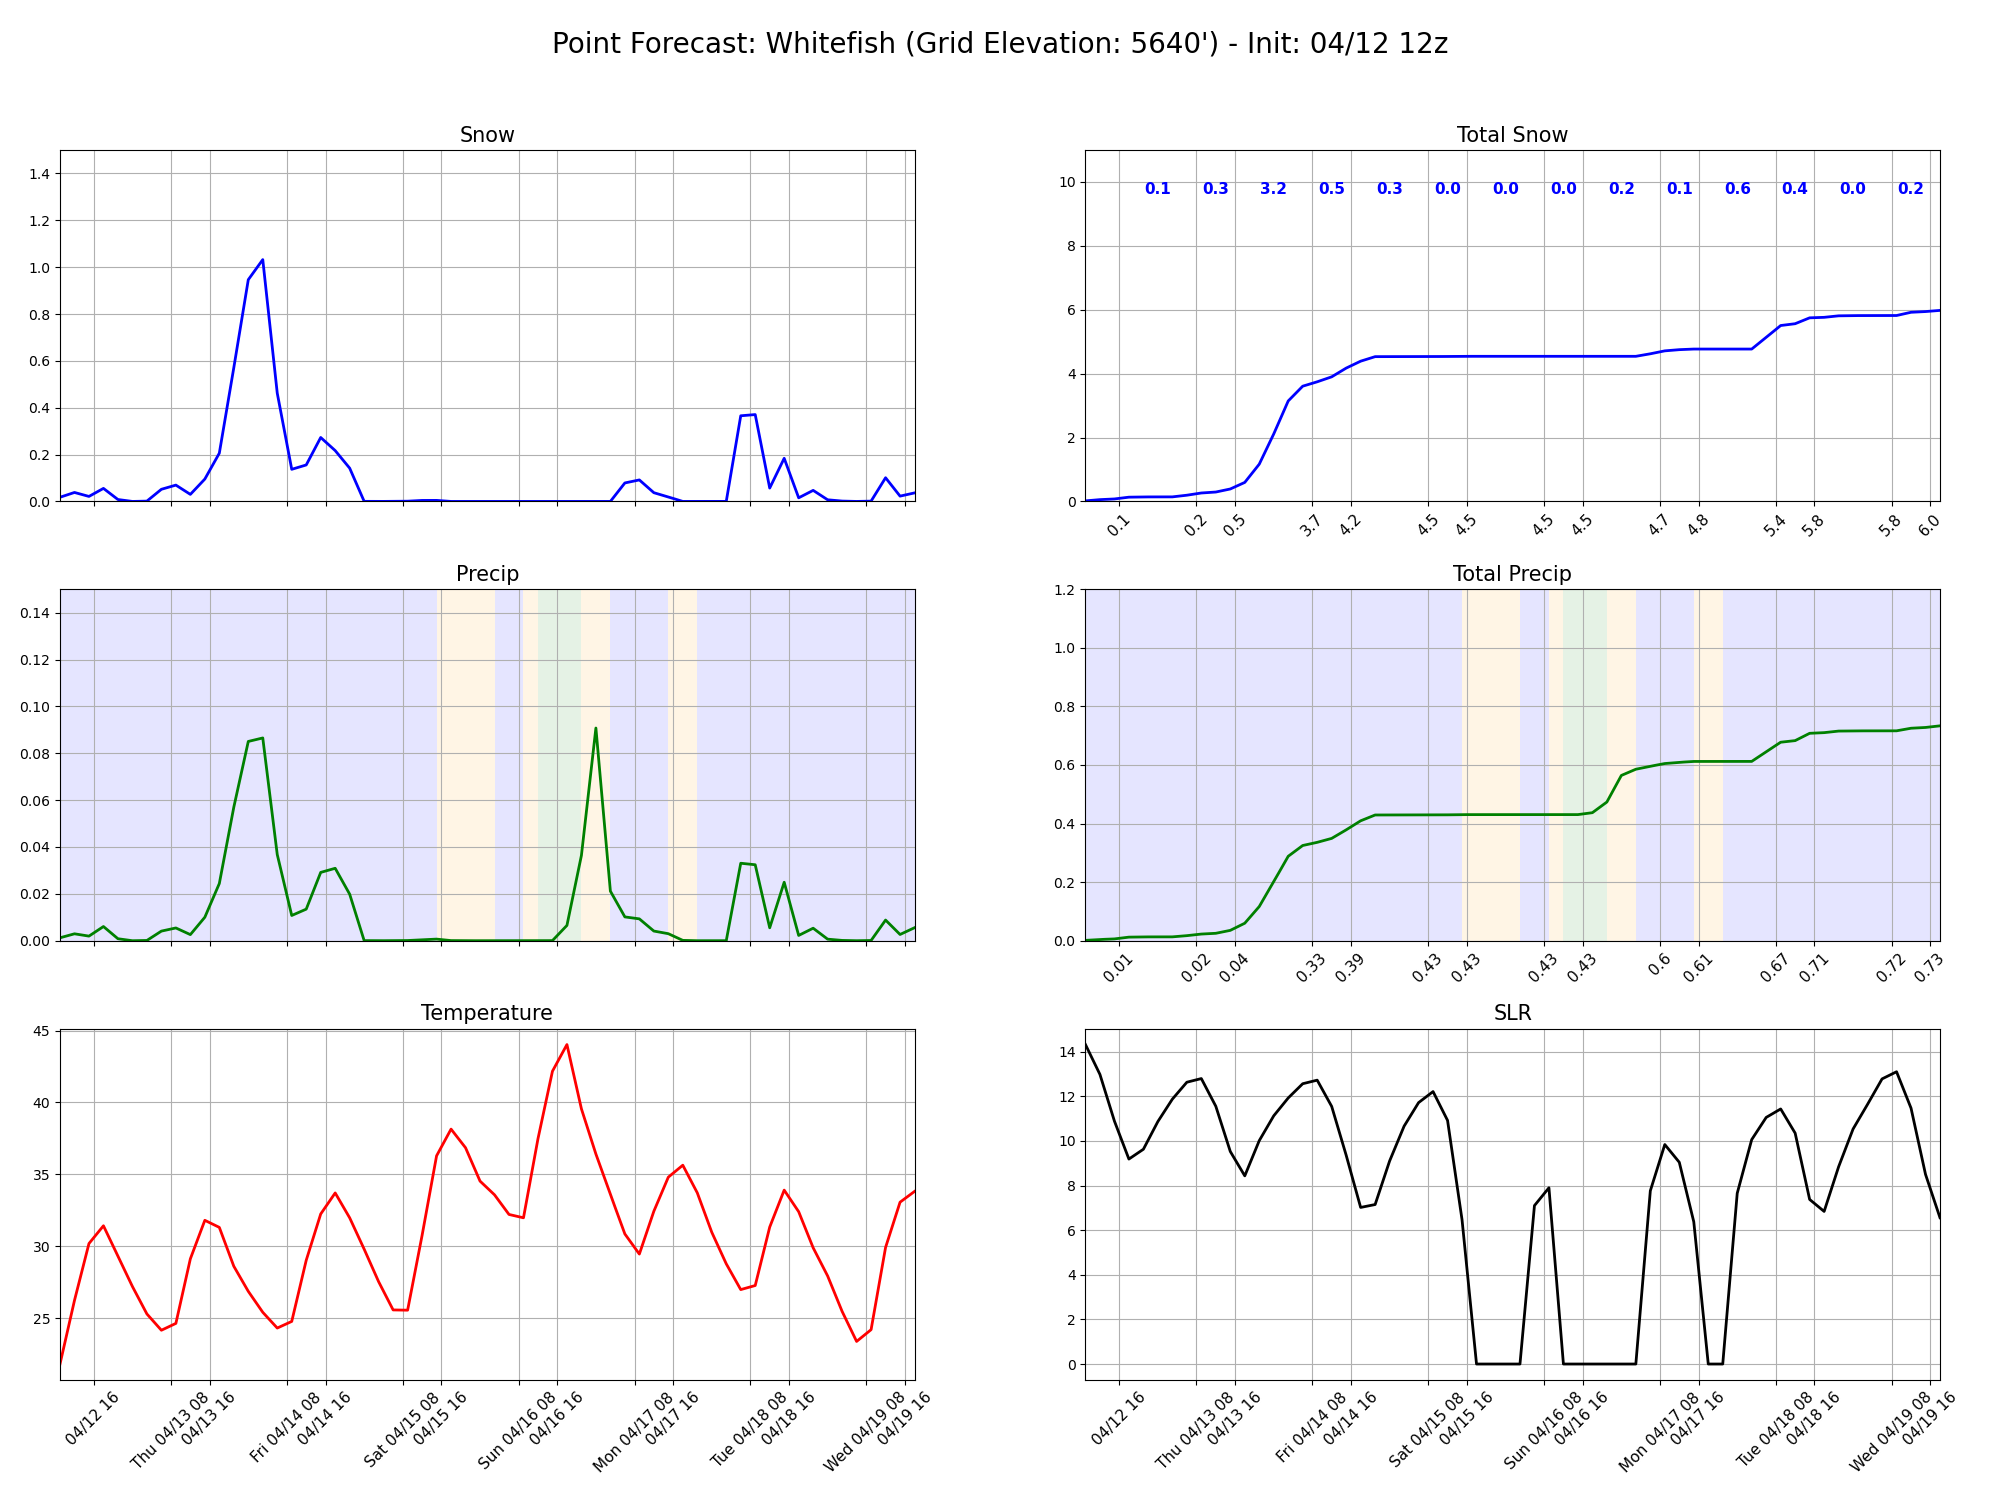 Point Forecast: Whitefish (Grid Elevation: 5640') - Init: 04/12 12z
Snow
1.4
1.2
1.0
0.8
0.6
0.4
0.2
0.0
Total Snow
10
8
6
4
2
0
0.1 0.3 3.2 0.5 0.3 0.0 0.0 0.0 0.2 0.1 0.6 0.4 0.0 0.2
0.1 0.2 0.5 3.7 4.2 4.5 4.5 4.5 4.5 4.7 4.8 5.4 5.8 5.8 6.0
Precip
0.14
0.12
0.10
0.08
0.06
0.04
0.02
0.00
Total Precip
1.2
1.0
0.8
0.6
0.4
0.2
0.0
0.01 0.02 0.04 0.33 0.39 0.43 0.43 0.43 0.43 0.6 0.61 0.67 0.71 0.72 0.73
Temperature
45
40
35
30
25
04/12 16
Thu 04/13 08
04/13 16
Fri 04/14 08
04/14 16
Sat 04/15 08
04/15 16
Sun 04/16 08
04/16 16
Mon 04/17 08
04/17 16
Tue 04/18 08
04/18 16
Wed 04/19 08
04/19 16
SLR
14
12
10
8
6
4
2
0
04/12 16
Thu 04/13 08
04/13 16
Fri 04/14 08
04/14 16
Sat 04/15 08
04/15 16
Sun 04/16 08
04/16 16
Mon 04/17 08
04/17 16
Tue 04/18 08
04/18 16
Wed 04/19 08
04/19 16